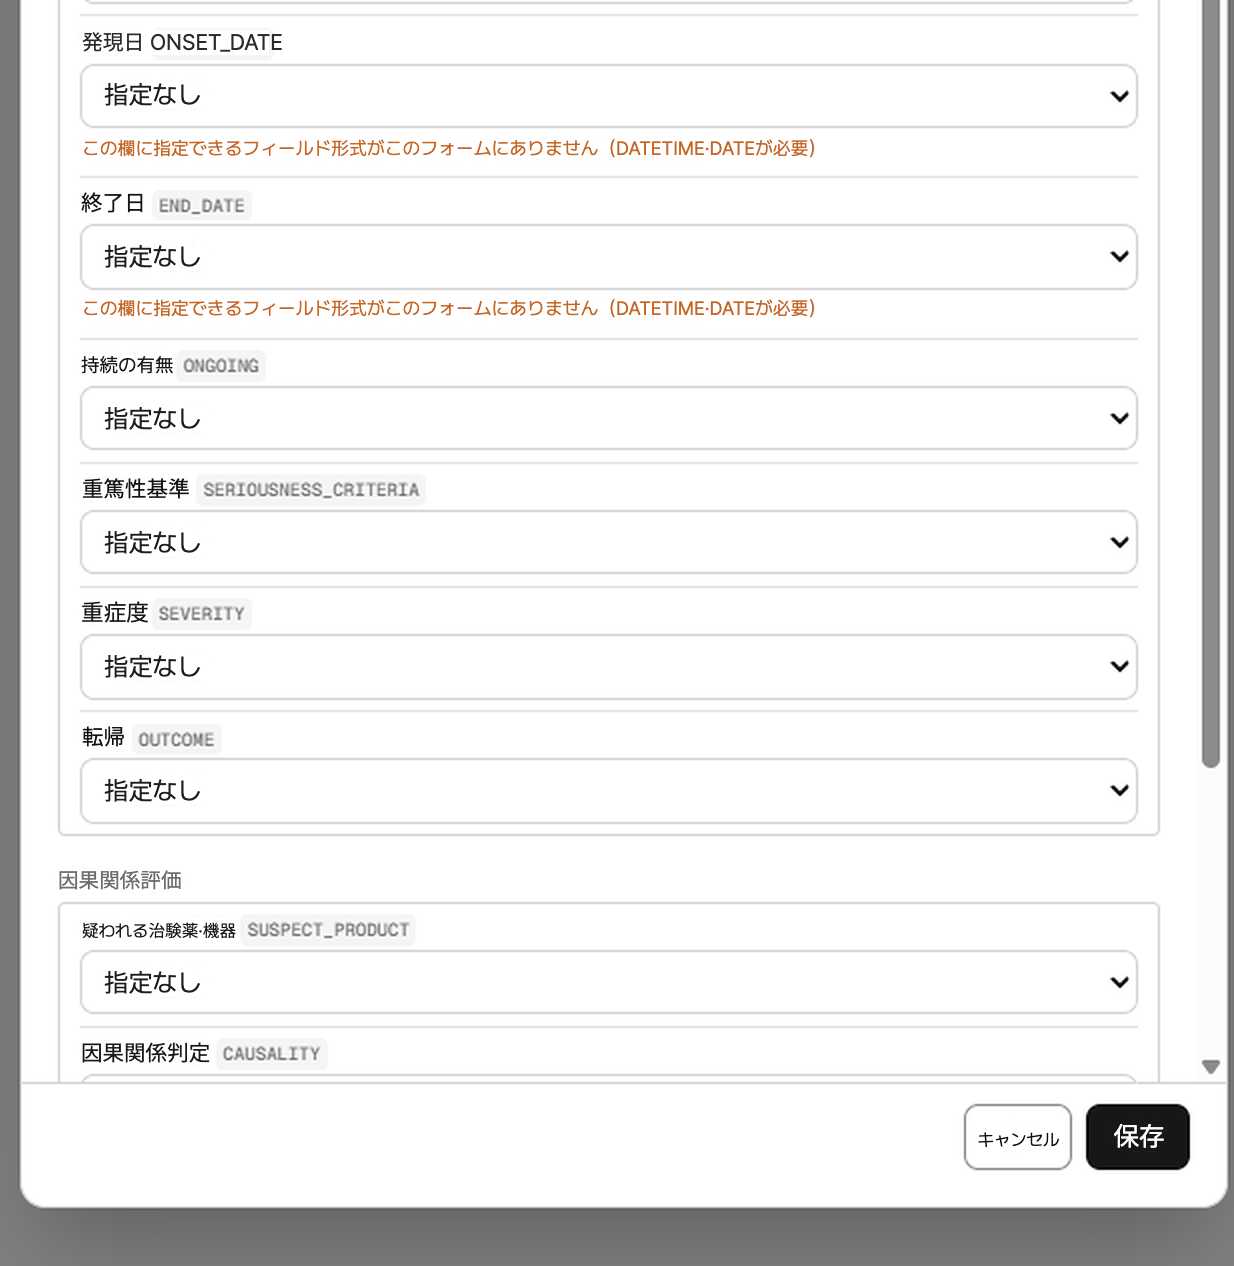 発現日 ONSET_DATE
指定なし
この欄に指定できるフィールド形式がこのフォームにありません（DATETIME·DATEが必要）
終了日 END_DATE
指定なし
この欄に指定できるフィールド形式がこのフォームにありません（DATETIME·DATEが必要）
持続の有無 ONGOING
指定なし
重篤性基準 SERIOUSNESS_CRITERIA
指定なし
重症度 SEVERITY
指定なし
転帰 OUTCOME
指定なし
因果関係評価
疑われる治験薬·機器 SUSPECT_PRODUCT
指定なし
因果関係判定 CAUSALITY
キャンセル
保存